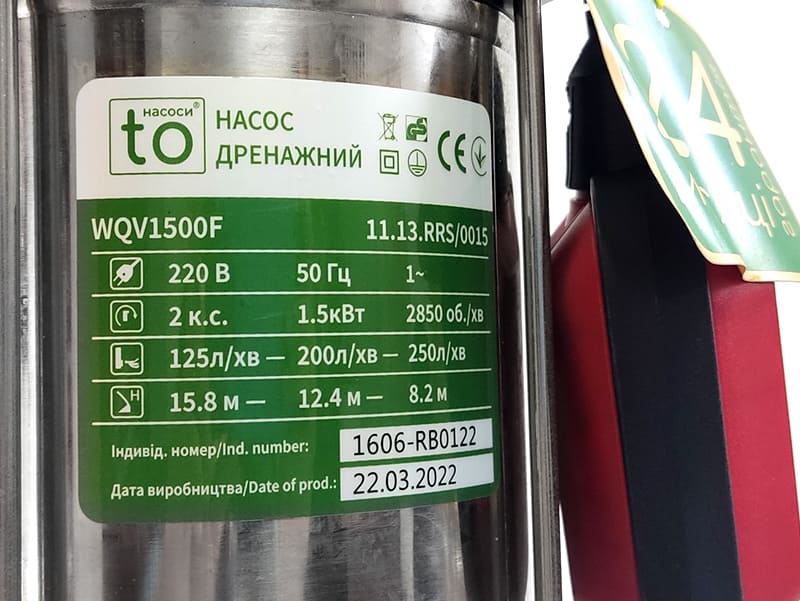 насоси®
to
НАСОС
ДРЕНАЖНИЙ
CE
WQV1500F 11.13.RRS/0015
220 В 50 Гц 1~
2 к.с. 1.5кВт 2850 об./хв
125л/хв — 200л/хв — 250л/хв
H 15.8 м — 12.4 м — 8.2 м
Індивід. номер/Ind. number: 1606-RB0122
Дата виробництва/Date of prod.: 22.03.2022
24